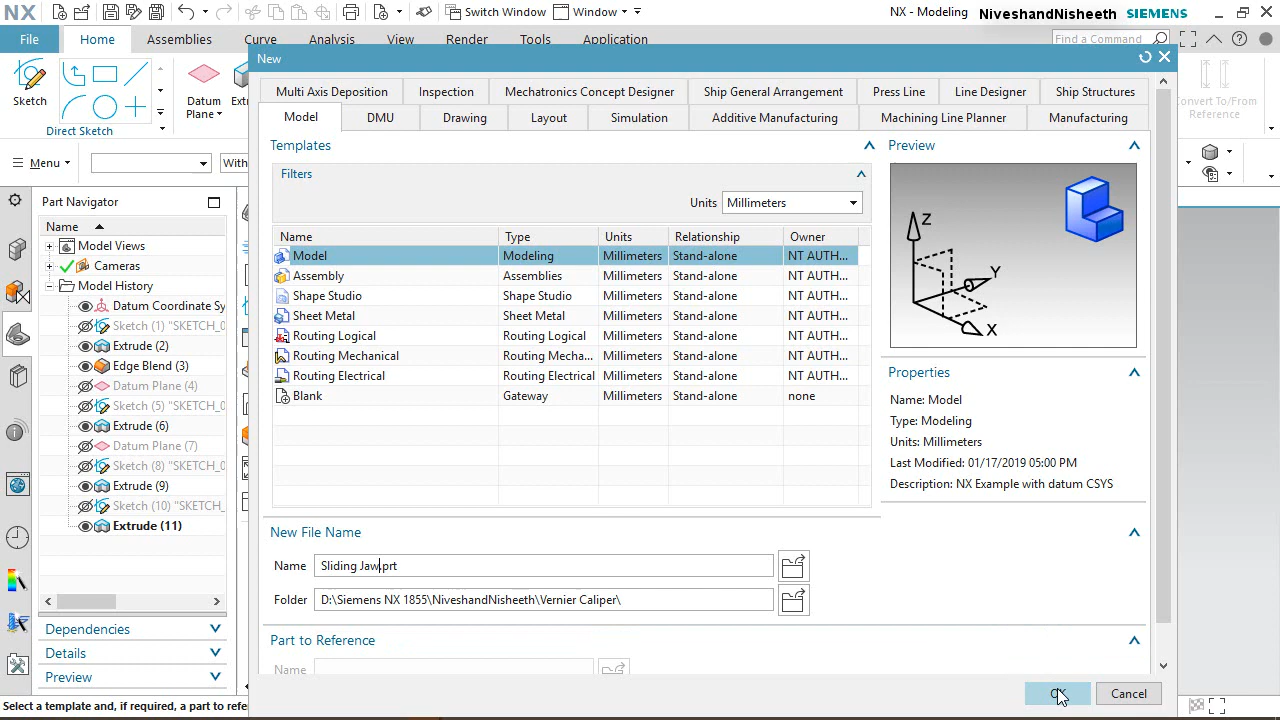 NX Switch Window Window NX - Modeling NiveshandNisheeth SIEMENS
File Home Assemblies Curve Analysis View Render Tools Application Find a Command
Sketch
Datum
Plane
Direct Sketch
Convert To/From
Reference
Menu
Part Navigator
Name
Model Views
Cameras
Model History
Datum Coordinate Sy
Sketch (1) "SKETCH_0
Extrude (2)
Edge Blend (3)
Datum Plane (4)
Sketch (5) "SKETCH_0
Extrude (6)
Datum Plane (7)
Sketch (8) "SKETCH_0
Extrude (9)
Sketch (10) "SKETCH_
Extrude (11)
Dependencies
Details
Preview
Select a template and, if required, a part to refe
New
Multi Axis Deposition Inspection Mechatronics Concept Designer Ship General Arrangement Press Line Line Designer Ship Structures
Model DMU Drawing Layout Simulation Additive Manufacturing Machining Line Planner Manufacturing
Templates
Filters
Units Millimeters
Name Type Units Relationship Owner
Model Modeling Millimeters Stand-alone NT AUTH...
Assembly Assemblies Millimeters Stand-alone NT AUTH...
Shape Studio Shape Studio Millimeters Stand-alone NT AUTH...
Sheet Metal Sheet Metal Millimeters Stand-alone NT AUTH...
Routing Logical Routing Logical Millimeters Stand-alone NT AUTH...
Routing Mechanical Routing Mecha... Millimeters Stand-alone NT AUTH...
Routing Electrical Routing Electrical Millimeters Stand-alone NT AUTH...
Blank Gateway Millimeters Stand-alone none
Preview
Z
Y
X
Properties
Name: Model
Type: Modeling
Units: Millimeters
Last Modified: 01/17/2019 05:00 PM
Description: NX Example with datum CSYS
New File Name
Name Sliding Jaw.prt
Folder D:\Siemens NX 1855\NiveshandNisheeth\Vernier Caliper\
Part to Reference
Name
Cancel